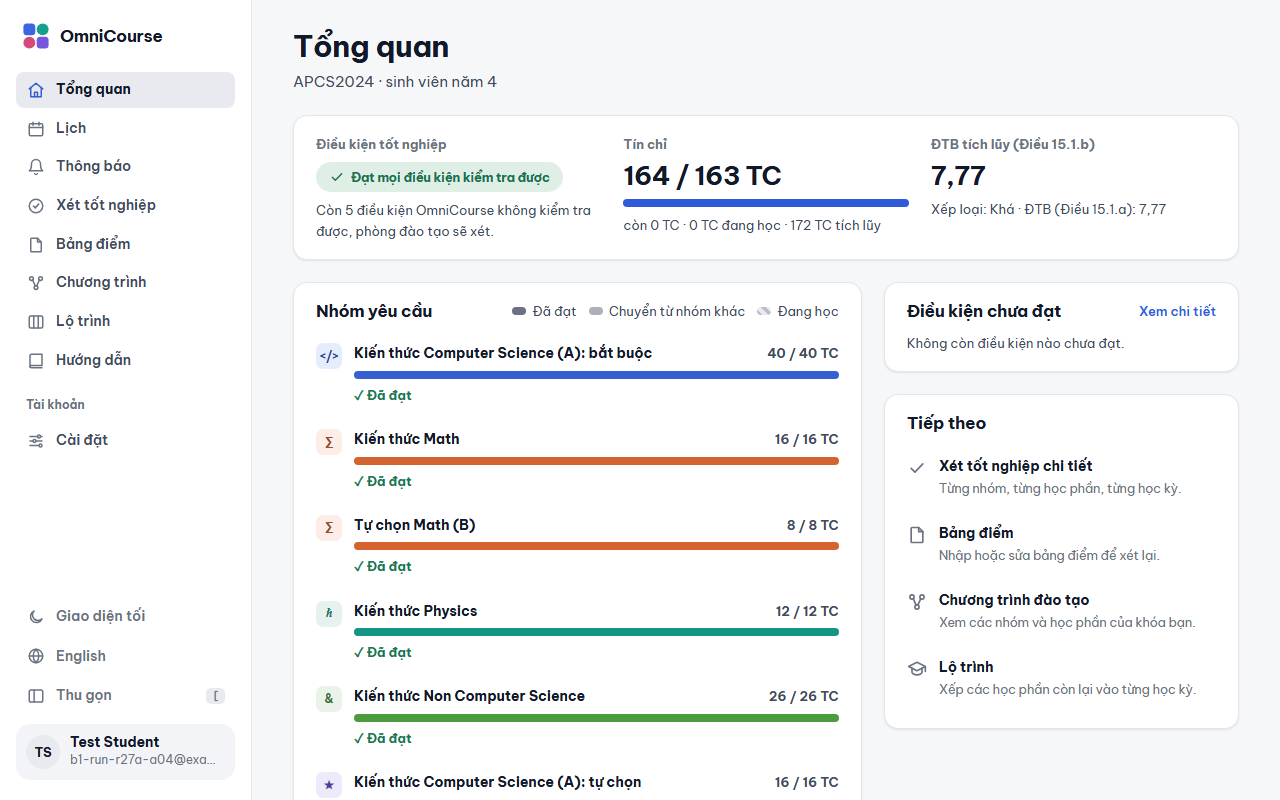 OmniCourse
Tổng quan
Lịch
Thông báo
Xét tốt nghiệp
Bảng điểm
Chương trình
Lộ trình
Hướng dẫn
Tài khoản
Cài đặt
Giao diện tối
English
Thu gọn
[
TS
Test Student
b1-run-r27a-a04@exa...
Tổng quan
APCS2024 · sinh viên năm 4
Điều kiện tốt nghiệp
Đạt mọi điều kiện kiểm tra được
Còn 5 điều kiện OmniCourse không kiểm tra
được, phòng đào tạo sẽ xét.
Tín chỉ
164 / 163 TC
còn 0 TC · 0 TC đang học · 172 TC tích lũy
ĐTB tích lũy (Điều 15.1.b)
7,77
Xếp loại: Khá · ĐTB (Điều 15.1.a): 7,77
Nhóm yêu cầu
Đã đạt
Chuyển từ nhóm khác
Đang học
</> Kiến thức Computer Science (A): bắt buộc 40 / 40 TC
✓ Đã đạt
∑ Kiến thức Math 16 / 16 TC
✓ Đã đạt
∑ Tự chọn Math (B) 8 / 8 TC
✓ Đã đạt
ℏ Kiến thức Physics 12 / 12 TC
✓ Đã đạt
& Kiến thức Non Computer Science 26 / 26 TC
✓ Đã đạt
★ Kiến thức Computer Science (A): tự chọn 16 / 16 TC
Điều kiện chưa đạt
Xem chi tiết
Không còn điều kiện nào chưa đạt.
Tiếp theo
Xét tốt nghiệp chi tiết
Từng nhóm, từng học phần, từng học kỳ.
Bảng điểm
Nhập hoặc sửa bảng điểm để xét lại.
Chương trình đào tạo
Xem các nhóm và học phần của khóa bạn.
Lộ trình
Xếp các học phần còn lại vào từng học kỳ.